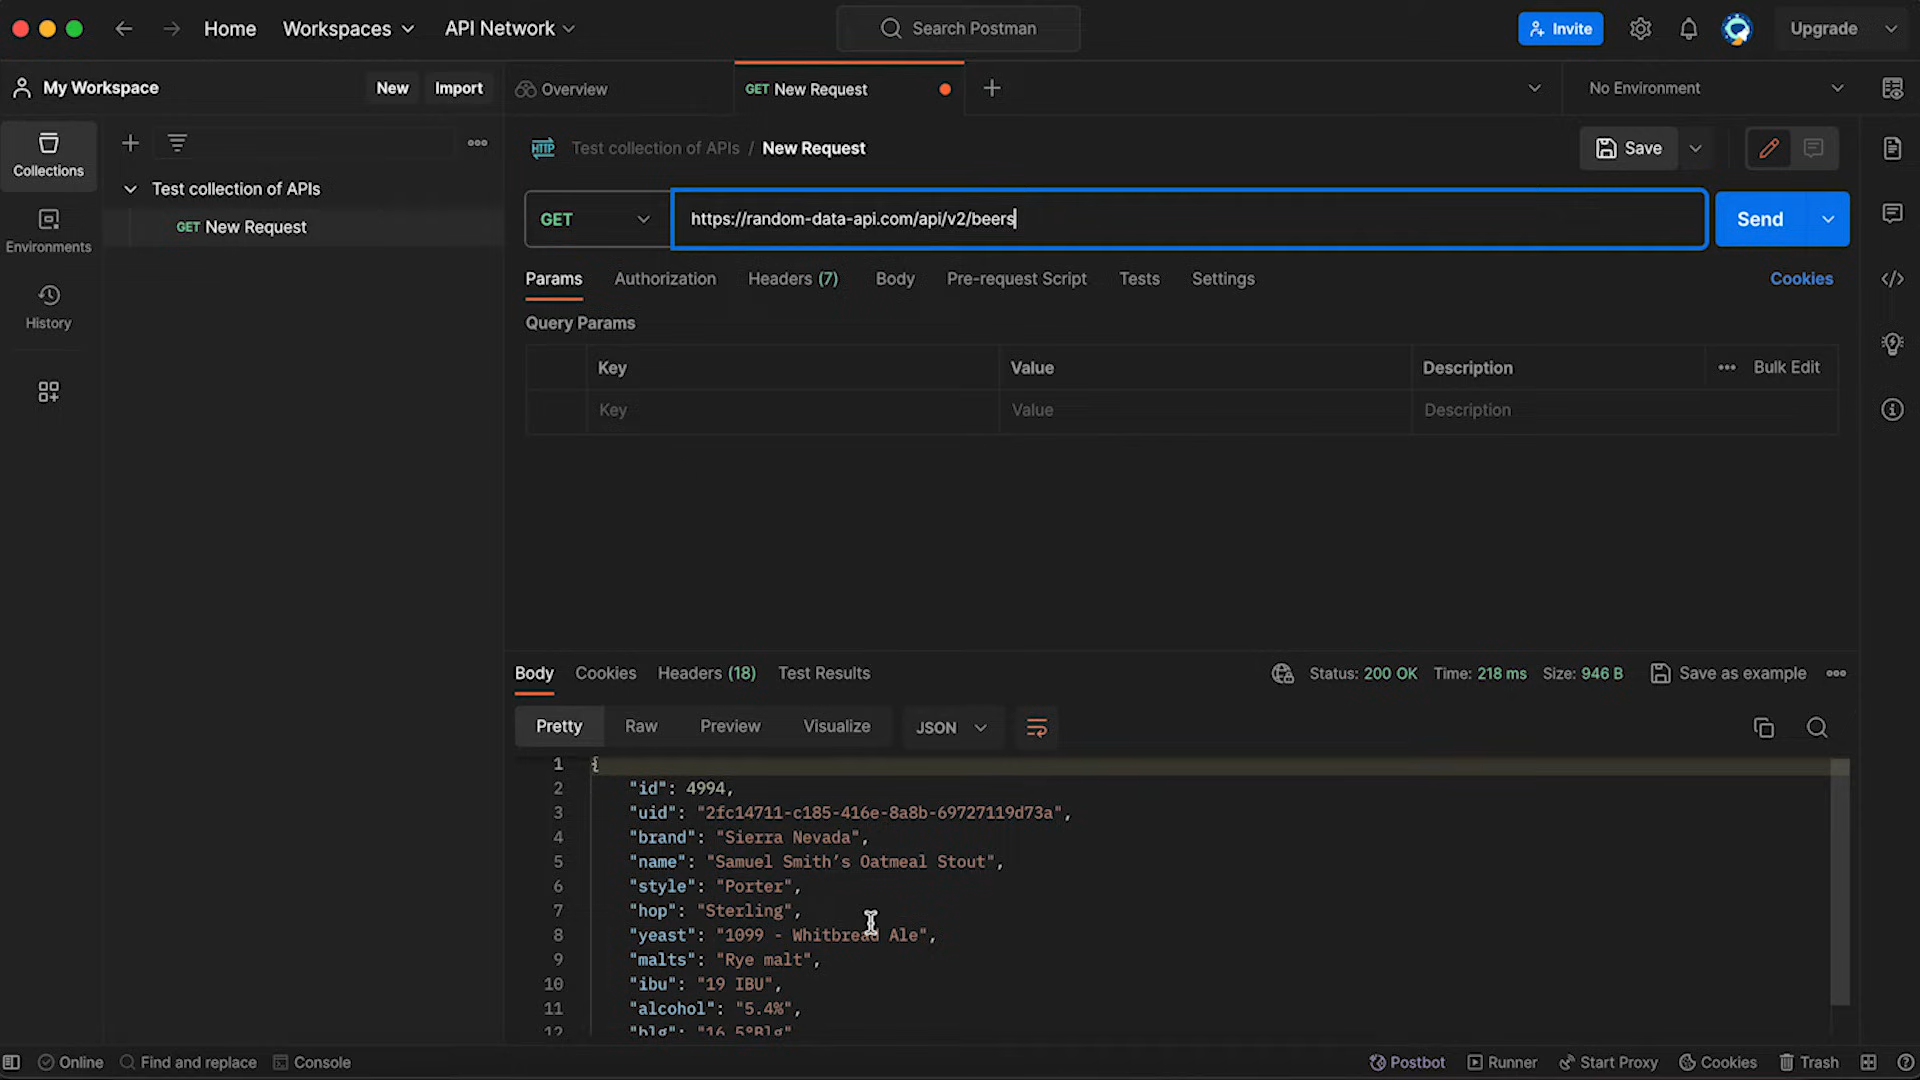 Home Workspaces API Network Search Postman Invite Upgrade
My Workspace New Import Overview GET New Request No Environment
Collections
Test collection of APIs
GET New Request
Environments
History
HTTP Test collection of APIs / New Request Save
GET https://random-data-api.com/api/v2/beers Send
Params Authorization Headers (7) Body Pre-request Script Tests Settings Cookies
Query Params
Key Value Description Bulk Edit
Key Value Description
Body Cookies Headers (18) Test Results Status: 200 OK Time: 218 ms Size: 946 B Save as example
Pretty Raw Preview Visualize JSON
1 {
2 "id": 4994,
3 "uid": "2fc14711-c185-416e-8a8b-69727119d73a",
4 "brand": "Sierra Nevada",
5 "name": "Samuel Smith’s Oatmeal Stout",
6 "style": "Porter",
7 "hop": "Sterling",
8 "yeast": "1099 - Whitbread Ale",
9 "malts": "Rye malt",
10 "ibu": "19 IBU",
11 "alcohol": "5.4%",
12 "blg": "16.5°Blg"
Online Find and replace Console Postbot Runner Start Proxy Cookies Trash